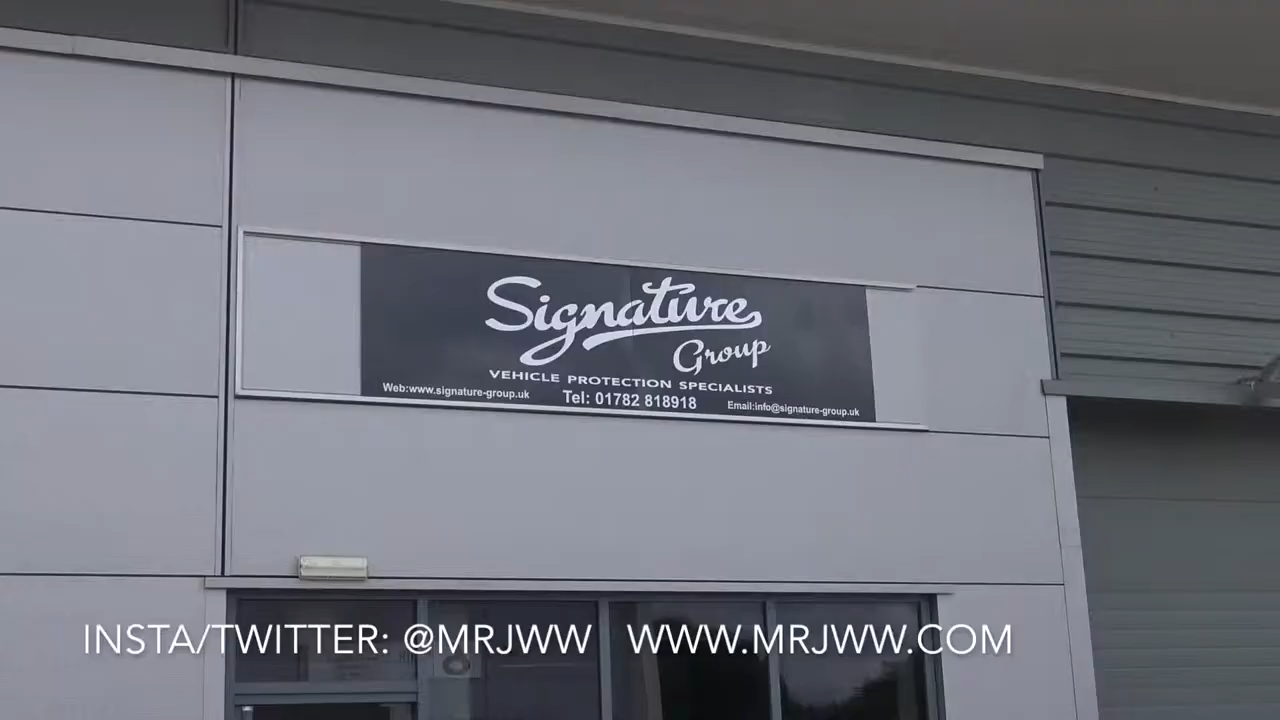 Signature
Group
VEHICLE PROTECTION SPECIALISTS
Web:www.signature-group.uk Tel: 01782 818918 Email:info@signature-group.uk
INSTA/TWITTER: @MRJWW WWW.MRJWW.COM